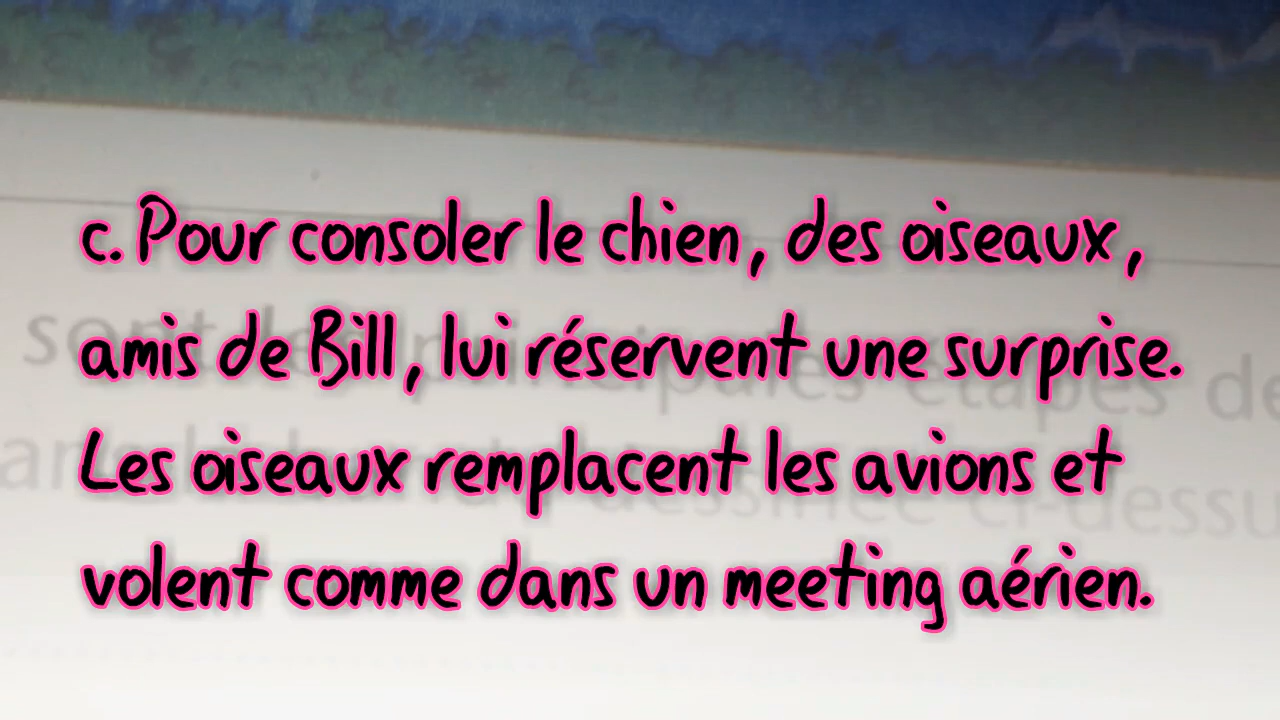 c. Pour consoler le chien, des oiseaux,
amis de Bill, lui réservent une surprise.
Les oiseaux remplacent les avions et
volent comme dans un meeting aérien.